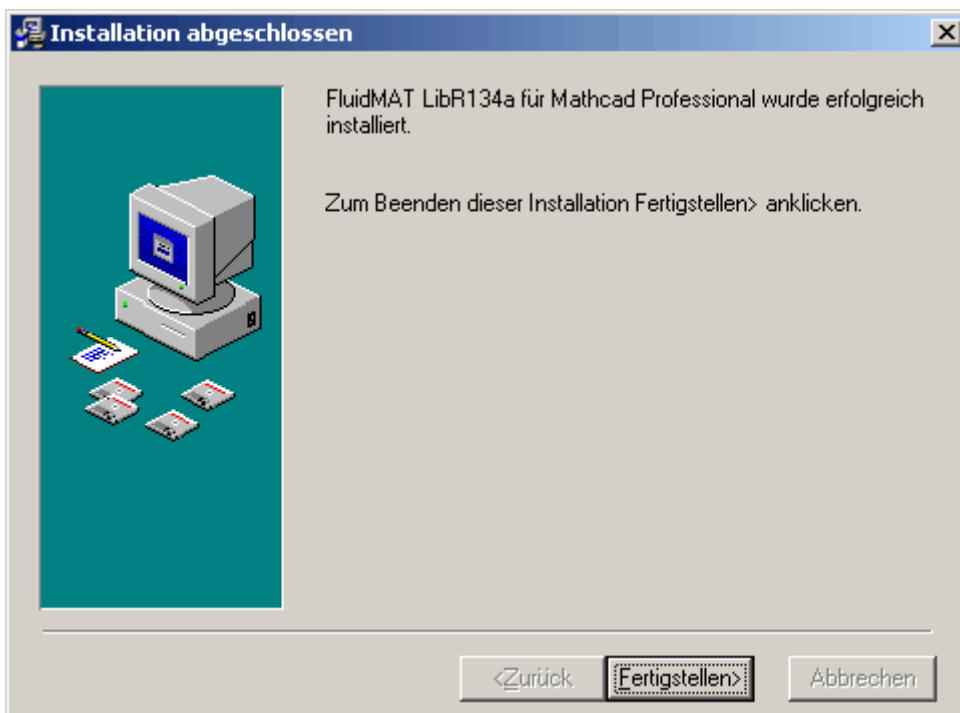 Installation abgeschlossen
FluidMAT LibR134a für Mathcad Professional wurde erfolgreich
installiert.
Zum Beenden dieser Installation Fertigstellen> anklicken.
<Zurück
Fertigstellen>
Abbrechen